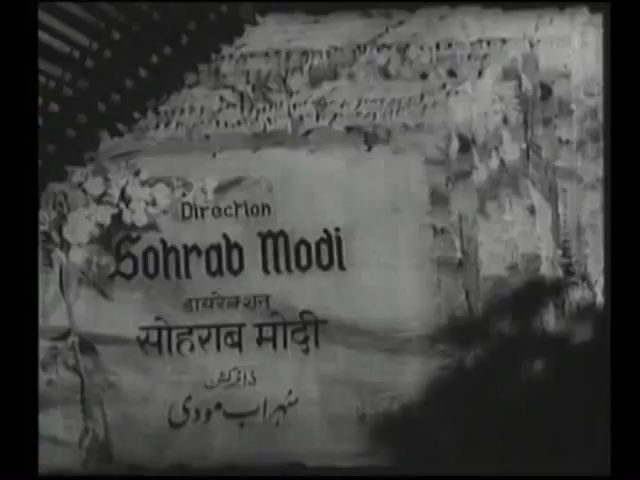 Direction
Sohrab Modi
डायरेक्शन
सोहराब मोदी
ڈائرکشن
سہراب مودی